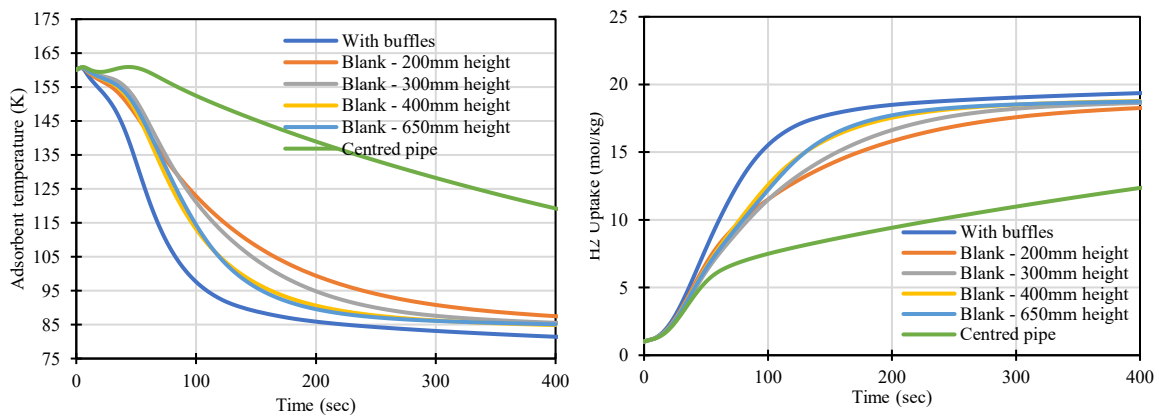 175
165
155
145
135
125
115
105
95
85
75
Adsorbent temperature (K)
With buffles
Blank - 200mm height
Blank - 300mm height
Blank - 400mm height
Blank - 650mm height
Centred pipe
0
100
200
300
400
Time (sec)
25
20
15
10
5
0
H2 Uptake (mol/kg)
With buffles
Blank - 200mm height
Blank - 300mm height
Blank - 400mm height
Blank - 650mm height
Centred pipe
0
100
200
300
400
Time (sec)